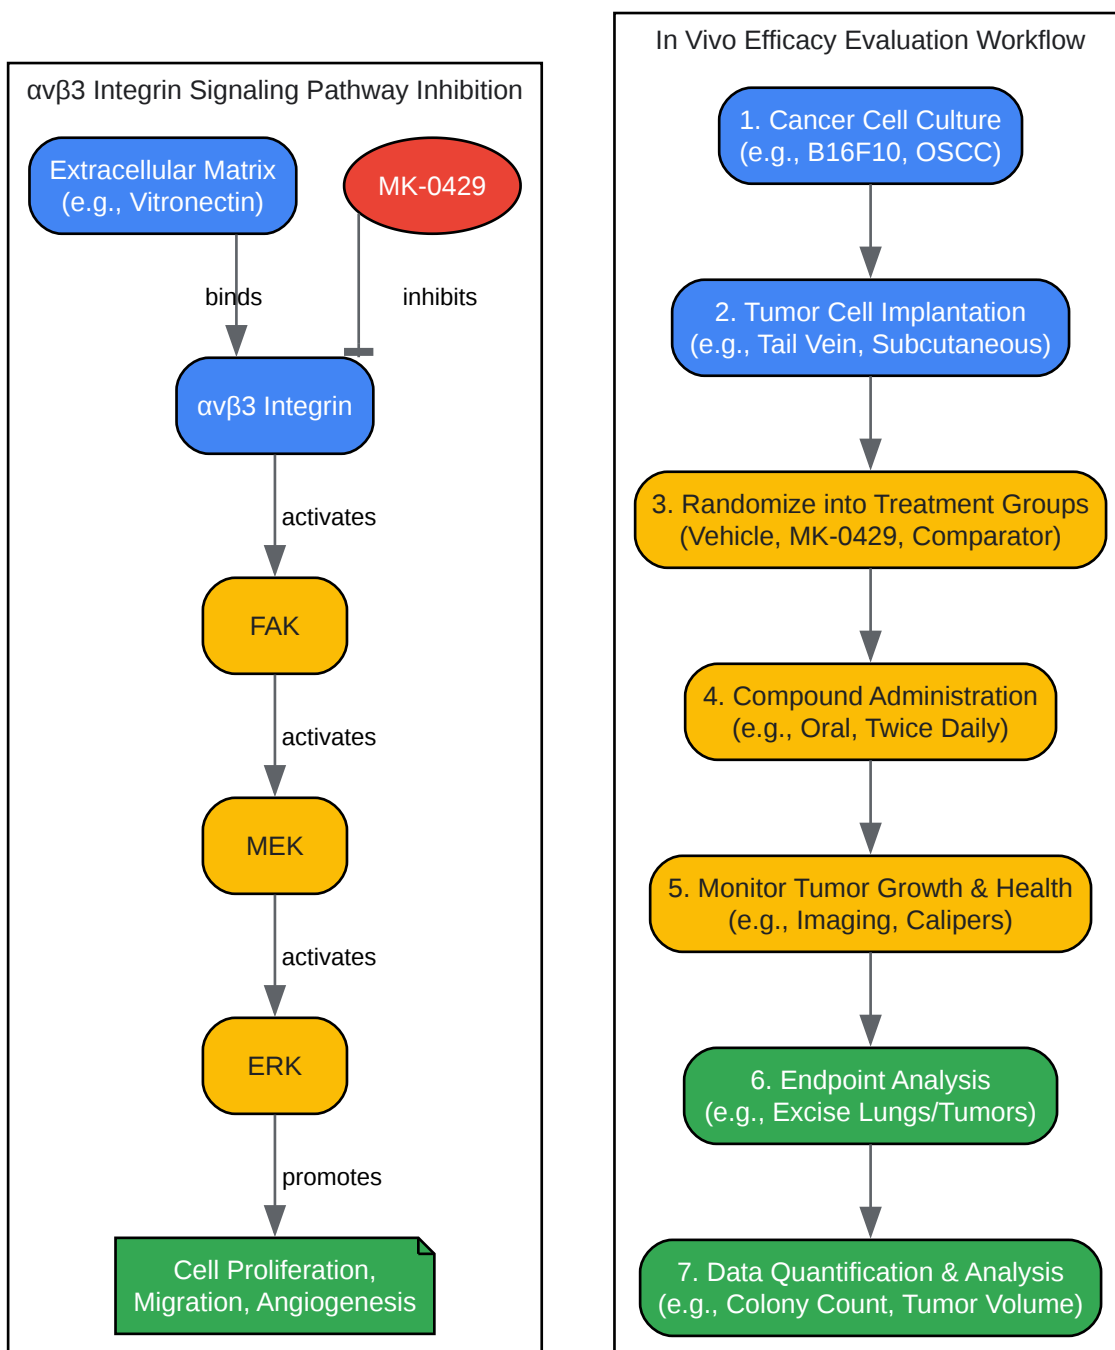 αvβ3 Integrin Signaling Pathway Inhibition
Extracellular Matrix
(e.g., Vitronectin)
MK-0429
binds
inhibits
αvβ3 Integrin
activates
FAK
activates
MEK
activates
ERK
promotes
Cell Proliferation,
Migration, Angiogenesis
In Vivo Efficacy Evaluation Workflow
1. Cancer Cell Culture
(e.g., B16F10, OSCC)
2. Tumor Cell Implantation
(e.g., Tail Vein, Subcutaneous)
3. Randomize into Treatment Groups
(Vehicle, MK-0429, Comparator)
4. Compound Administration
(e.g., Oral, Twice Daily)
5. Monitor Tumor Growth & Health
(e.g., Imaging, Calipers)
6. Endpoint Analysis
(e.g., Excise Lungs/Tumors)
7. Data Quantification & Analysis
(e.g., Colony Count, Tumor Volume)